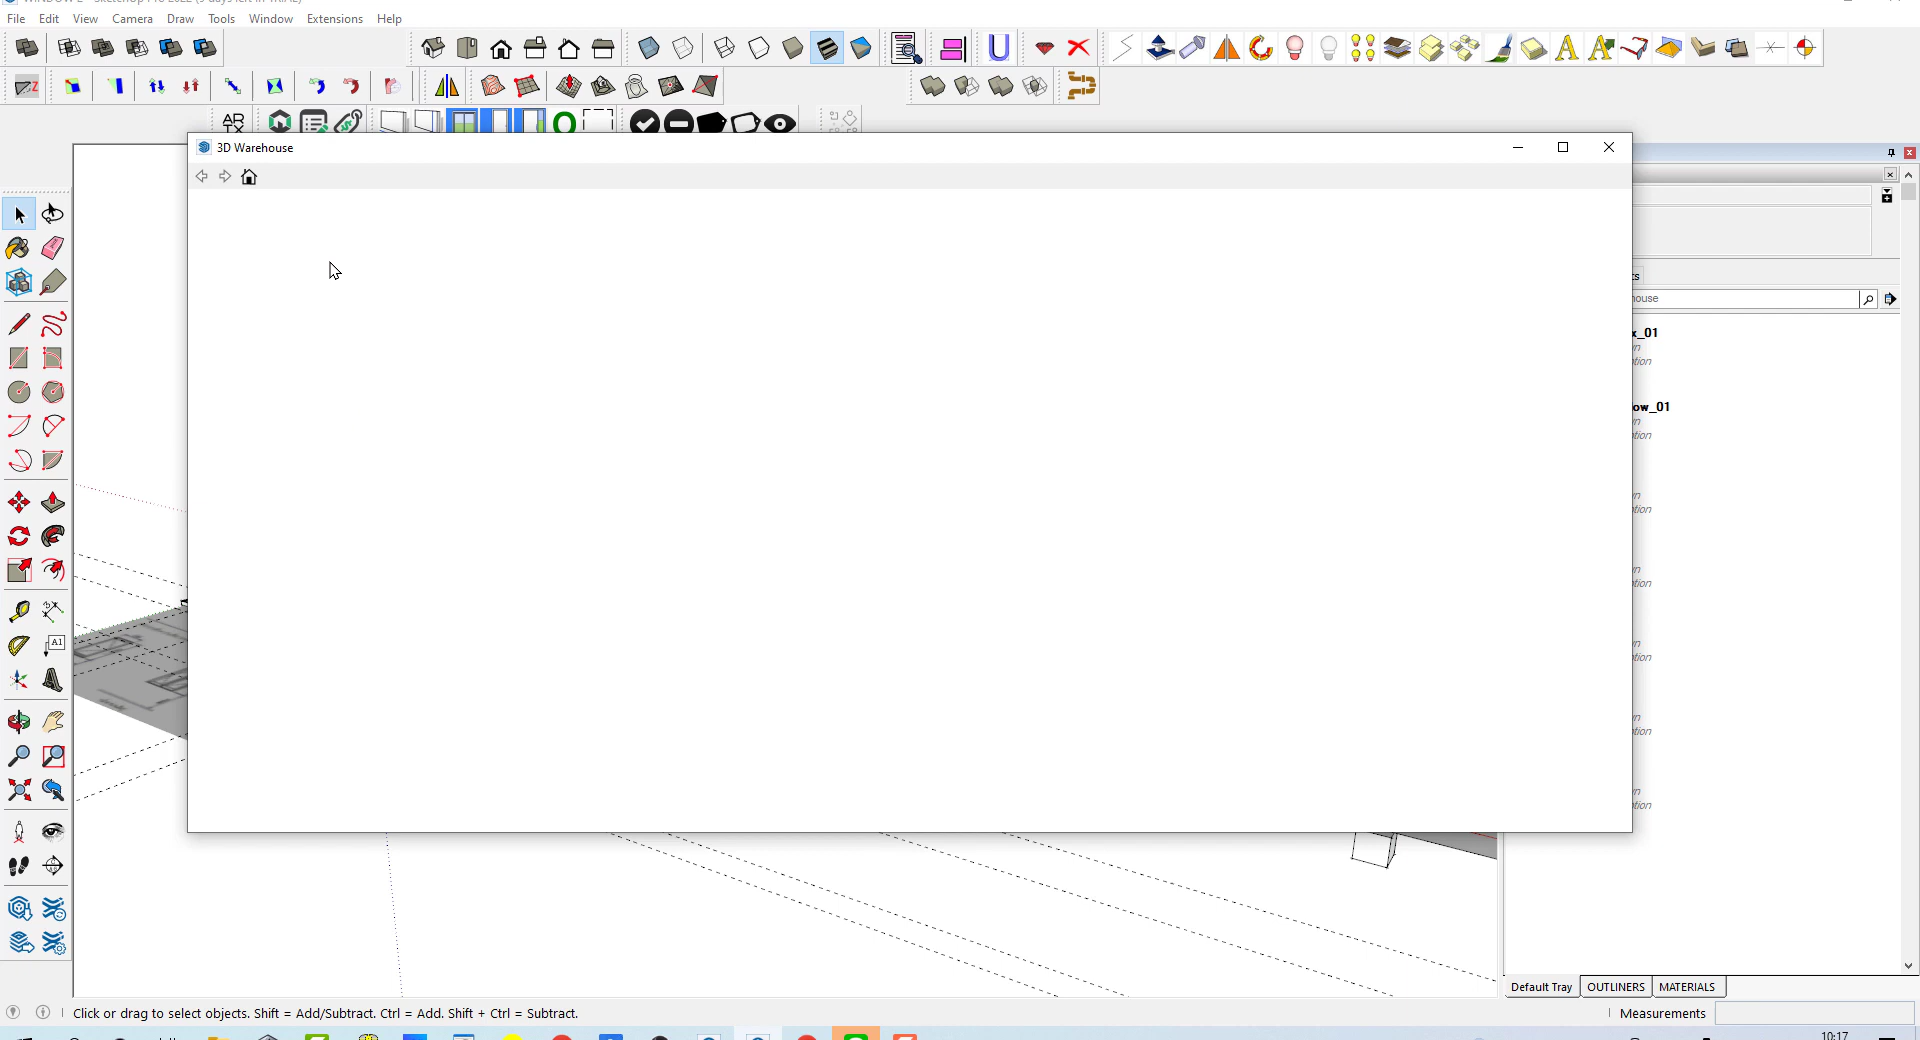 File Edit View Camera Draw Tools Window Extensions Help
3D Warehouse
x_01
ow_01
Click or drag to select objects. Shift = Add/Subtract. Ctrl = Add. Shift + Ctrl = Subtract.
Default Tray OUTLINERS MATERIALS
Measurements
10:17